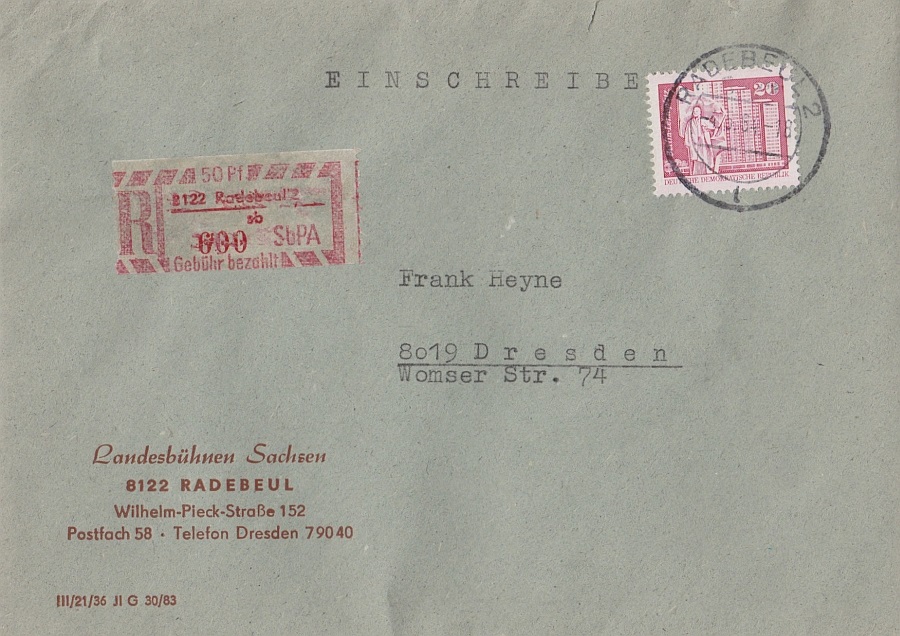 EINSCHREIBE
RADEBEUL 2
20
DEUTSCHE DEMOKRATISCHE REPUBLIK
50 Pf
R
8122 Radebeul 2
sb
600 SbPA
Gebühr bezahlt
Frank Heyne
8019 Dresden
Womser Str. 74
Landesbühnen Sachsen
8122 RADEBEUL
Wilhelm-Pieck-Straße 152
Postfach 58 · Telefon Dresden 79040
III/21/36 JI G 30/83